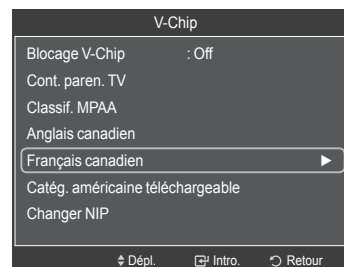 V-Chip
Blocage V-Chip : Off
Cont. paren. TV
Classif. MPAA
Anglais canadien
Français canadien ►
Catég. américaine téléchargeable
Changer NIP
Dépl. Intro. Retour